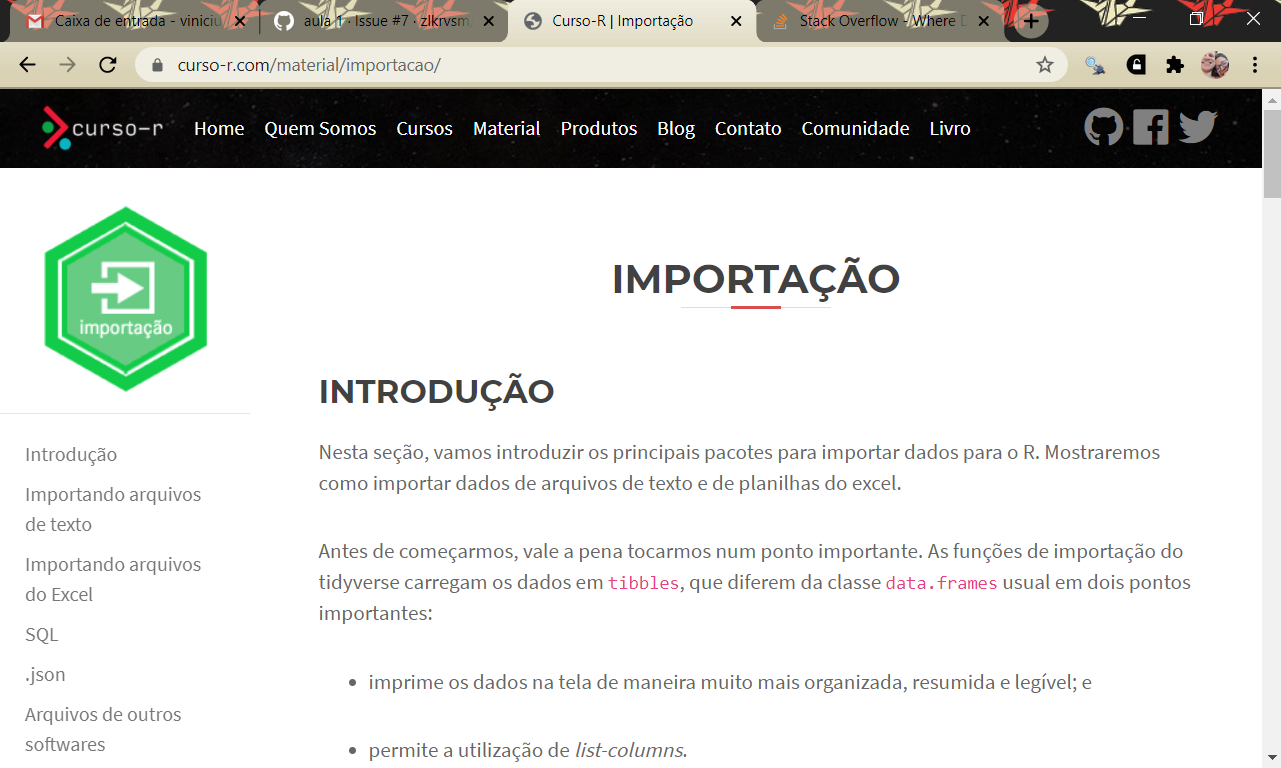 Caixa de entrada - viniciu
aula 1 · Issue #7 · zlkrvsm
Curso-R | Importação
Stack Overflow - Where D
curso-r.com/material/importacao/
curso-r
Home Quem Somos Cursos Material Produtos Blog Contato Comunidade Livro
importação
Introdução
Importando arquivos
de texto
Importando arquivos
do Excel
SQL
.json
Arquivos de outros
softwares
IMPORTAÇÃO
INTRODUÇÃO
Nesta seção, vamos introduzir os principais pacotes para importar dados para o R. Mostraremos
como importar dados de arquivos de texto e de planilhas do excel.
Antes de começarmos, vale a pena tocarmos num ponto importante. As funções de importação do
tidyverse carregam os dados em tibbles, que diferem da classe data.frames usual em dois pontos
importantes:
• imprime os dados na tela de maneira muito mais organizada, resumida e legível; e
• permite a utilização de list-columns.